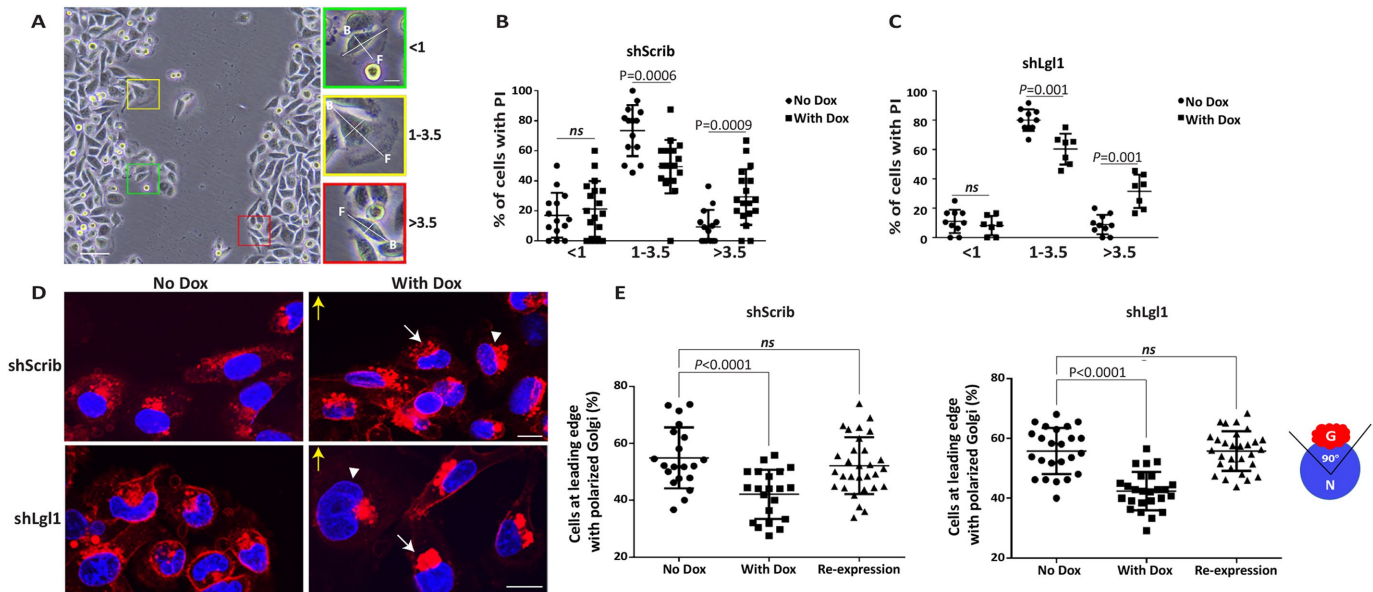 A
B
F
<1
B
F
1-3.5
F
B
>3.5
B
shScrib
% of cells with PI
100
80
60
40
20
0
P=0.0006
P=0.0009
ns
No Dox
With Dox
<1
1-3.5
>3.5
C
shLgl1
% of cells with PI
100
80
60
40
20
0
P=0.001
P=0.001
ns
No Dox
With Dox
<1
1-3.5
>3.5
D
No Dox
With Dox
shScrib
shLgl1
E
shScrib
Cells at leading edge
with polarized Golgi (%)
80
60
40
20
ns
P<0.0001
No Dox
With Dox
Re-expression
shLgl1
Cells at leading edge
with polarized Golgi (%)
80
60
40
20
ns
P<0.0001
No Dox
With Dox
Re-expression
G
90°
N